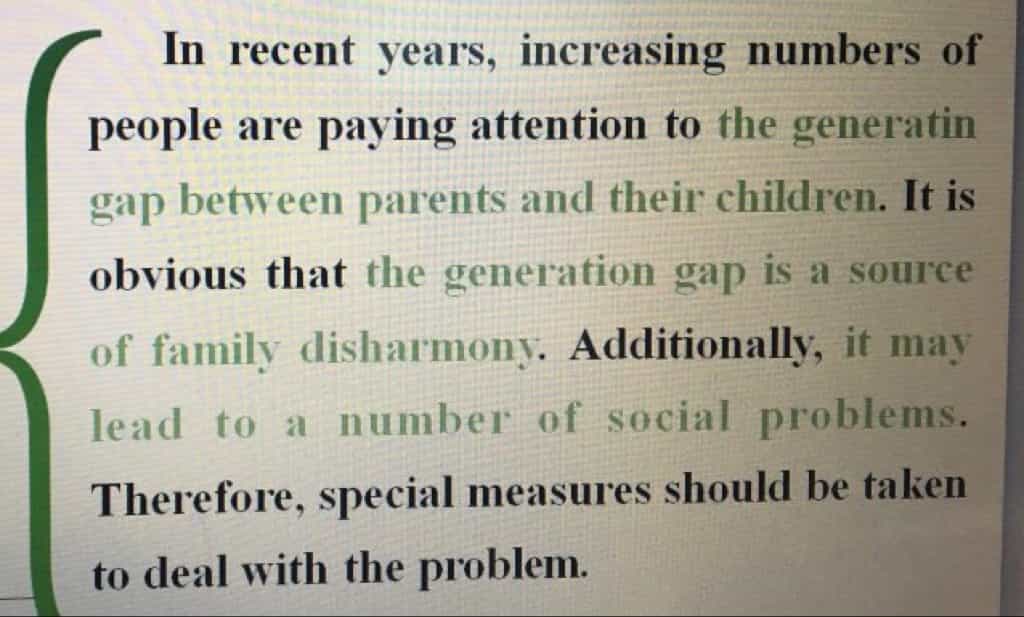 In recent years, increasing numbers of
people are paying attention to the generatin
gap between parents and their children. It is
obvious that the generation gap is a source
of family disharmony. Additionally, it may
lead to a number of social problems.
Therefore, special measures should be taken
to deal with the problem.